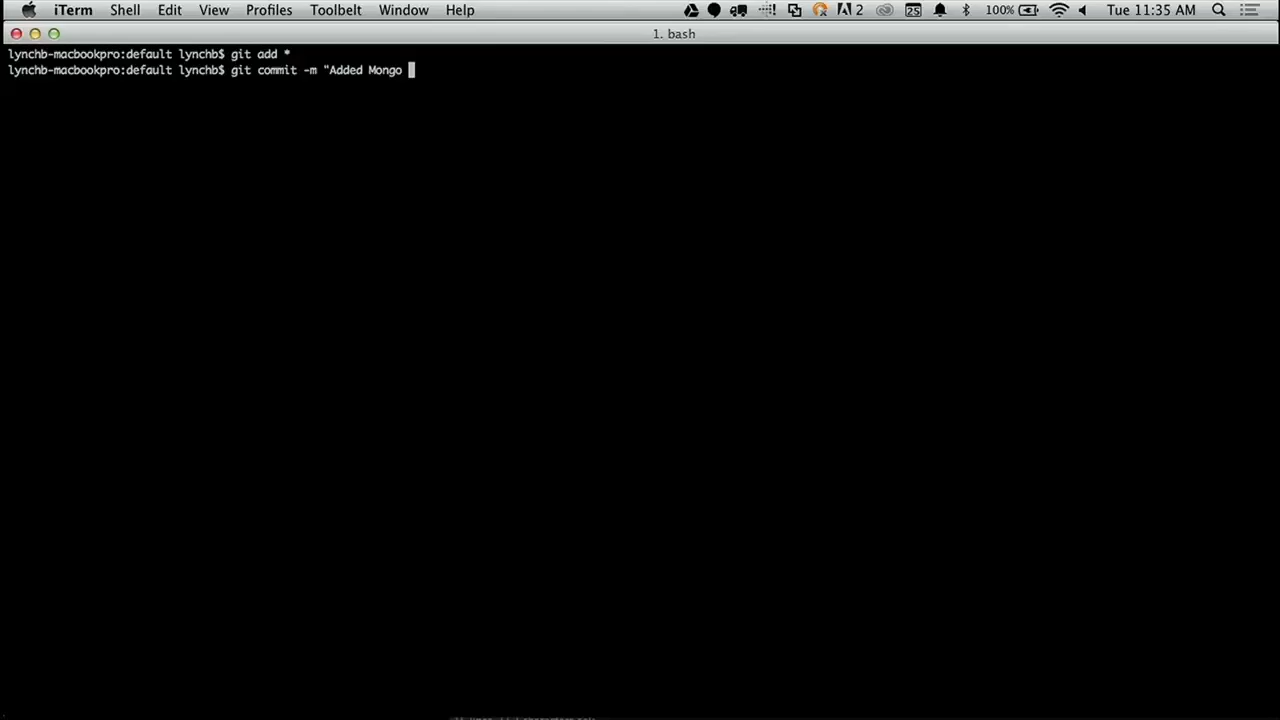 iTerm Shell Edit View Profiles Toolbelt Window Help 2 25 100% Tue 11:35 AM
1. bash
lynchb-macbookpro:default lynchb$ git add *
lynchb-macbookpro:default lynchb$ git commit -m "Added Mongo